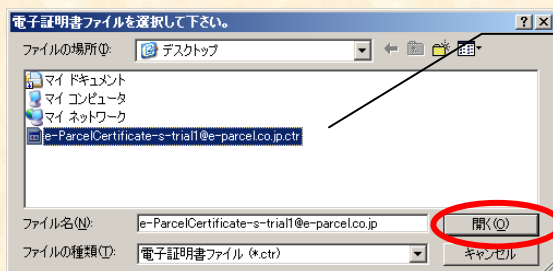 電子証明書ファイルを選択して下さい。
ファイルの場所(I):
デスクトップ
マイ ドキュメント
マイ コンピュータ
マイ ネットワーク
e-ParcelCertificate-s-trial1@e-parcel.co.jp.ctr
ファイル名(N):
e-ParcelCertificate-s-trial1@e-parcel.co.jp
開く(O)
ファイルの種類(T):
電子証明書ファイル (*.ctr)
キャンセル